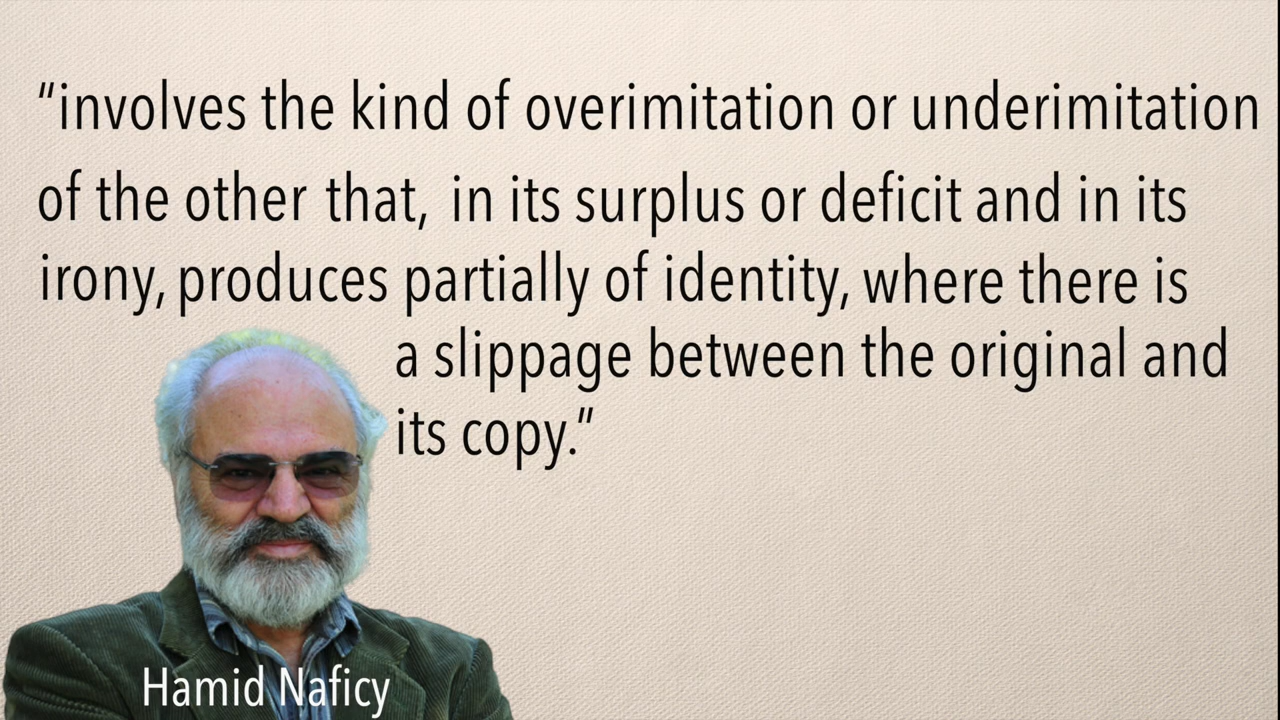 “involves the kind of overimitation or underimitation
of the other that, in its surplus or deficit and in its
irony, produces partially of identity, where there is
a slippage between the original and
its copy.”
Hamid Naficy